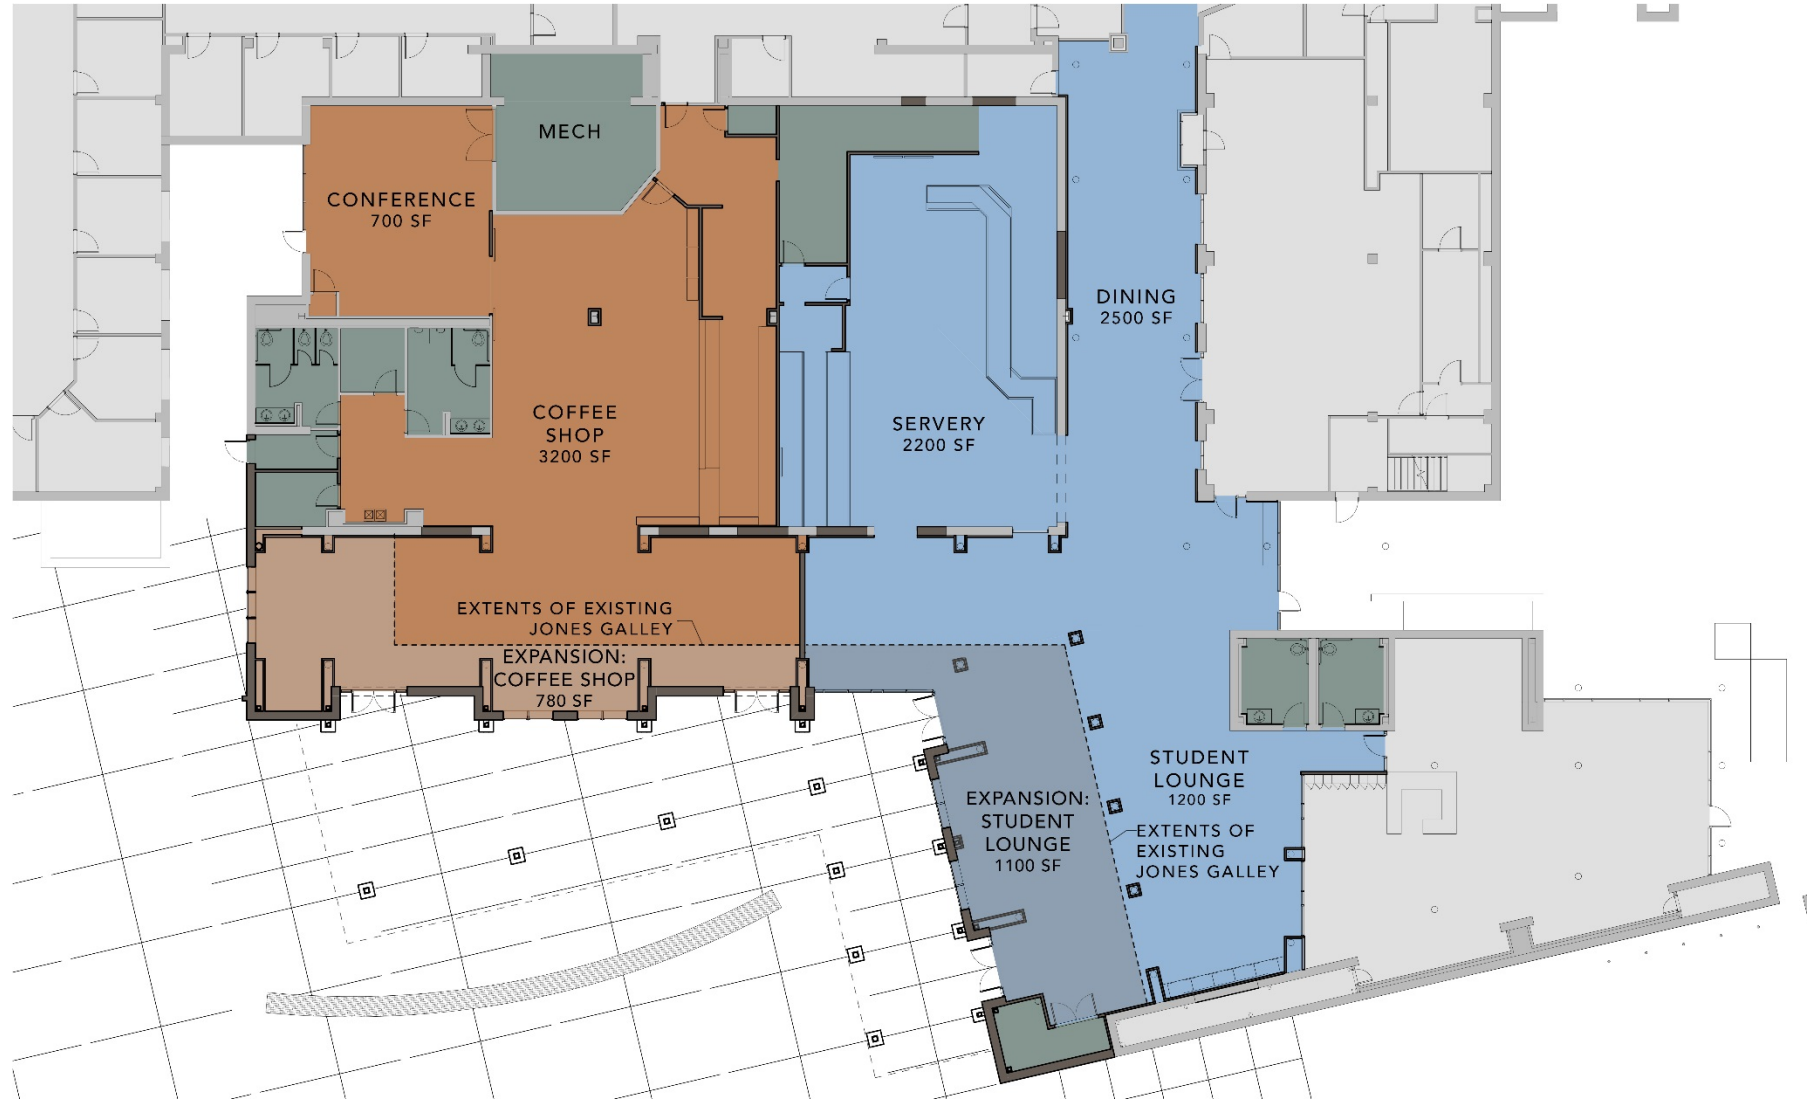 MECH
CONFERENCE
700 SF
DINING
2500 SF
COFFEE
SHOP
3200 SF
SERVERY
2200 SF
EXTENTS OF EXISTING
JONES GALLEY
EXPANSION:
COFFEE SHOP
780 SF
STUDENT
LOUNGE
1200 SF
EXPANSION:
STUDENT
LOUNGE
1100 SF
EXTENTS OF
EXISTING
JONES GALLEY